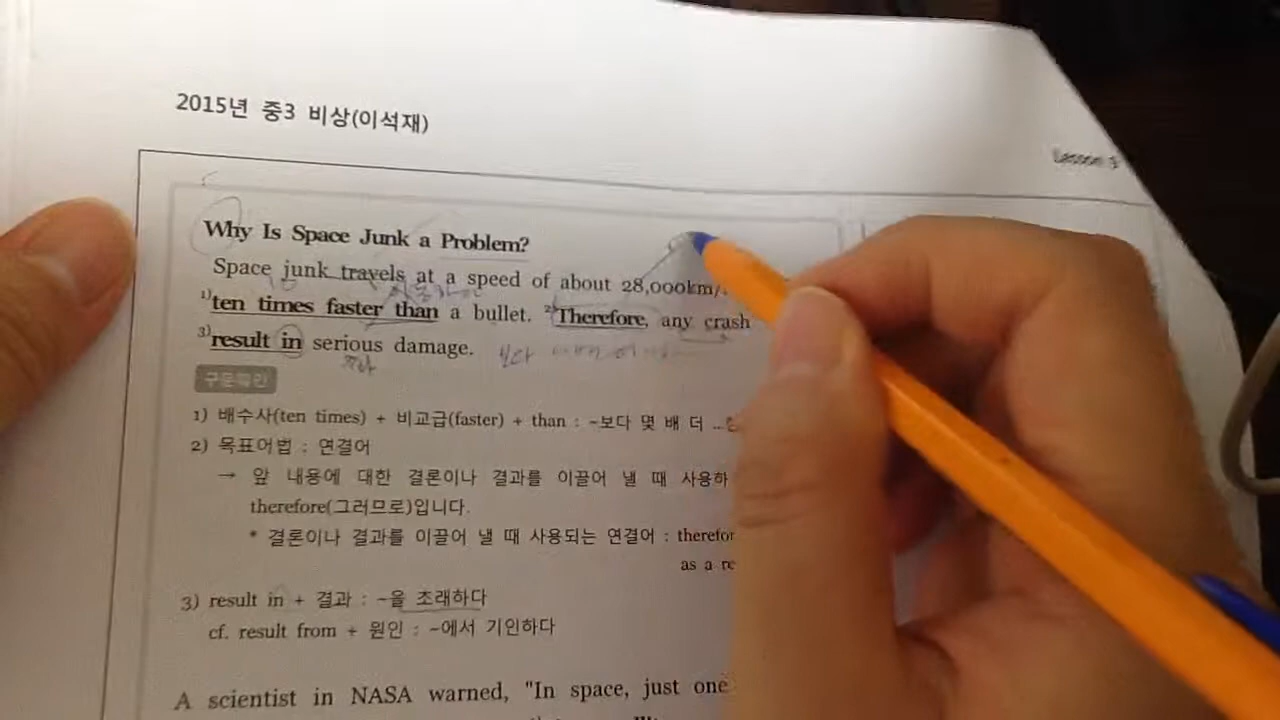 2015년 중3 비상(이석재)
Lesson 9
Why Is Space Junk a Problem?
Space junk travels at a speed of about 28,000km/
1)ten times faster than a bullet. 2)Therefore, any crash
3)result in serious damage.
보다
구문특강
1) 배수사(ten times) + 비교급(faster) + than : ~보다 몇 배 더 ...
2) 목표어법 : 연결어
→ 앞 내용에 대한 결론이나 결과를 이끌어 낼 때 사용하
therefore(그러므로)입니다.
* 결론이나 결과를 이끌어 낼 때 사용되는 연결어 : therefor
as a re
3) result in + 결과 : ~을 초래하다
cf. result from + 원인 : ~에서 기인하다
A scientist in NASA warned, "In space, just one